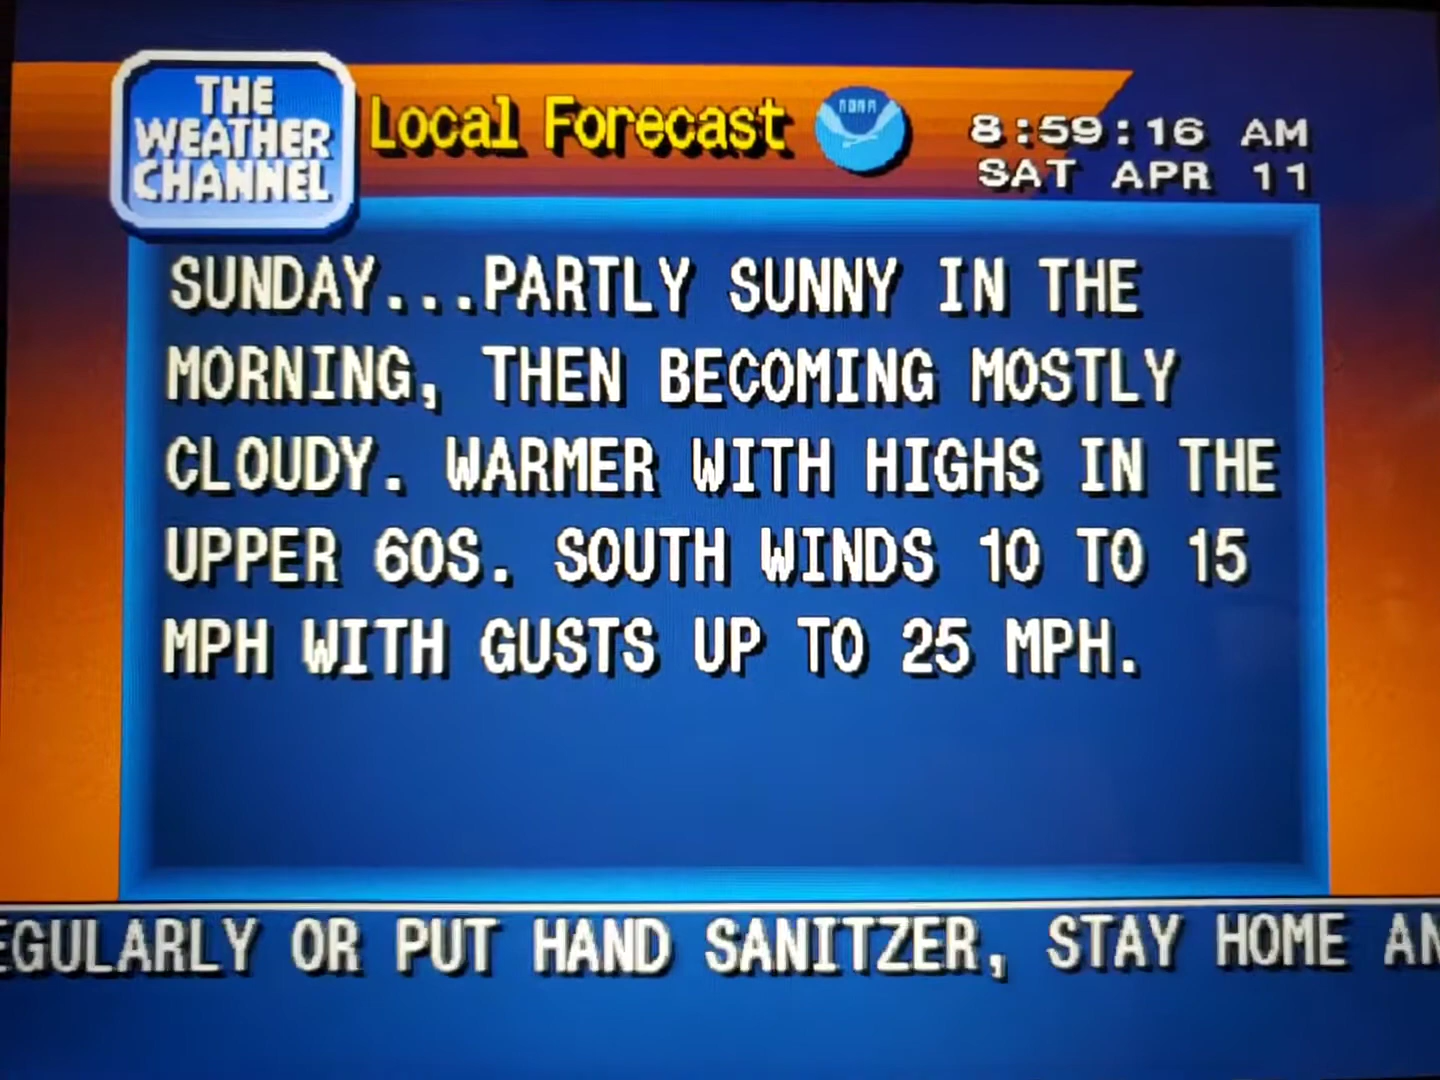 THE
WEATHER
CHANNEL
Local Forecast
NOAA
8:59:16 AM
SAT APR 11
SUNDAY...PARTLY SUNNY IN THE
MORNING, THEN BECOMING MOSTLY
CLOUDY. WARMER WITH HIGHS IN THE
UPPER 60S. SOUTH WINDS 10 TO 15
MPH WITH GUSTS UP TO 25 MPH.
EGULARLY OR PUT HAND SANITZER, STAY HOME AN